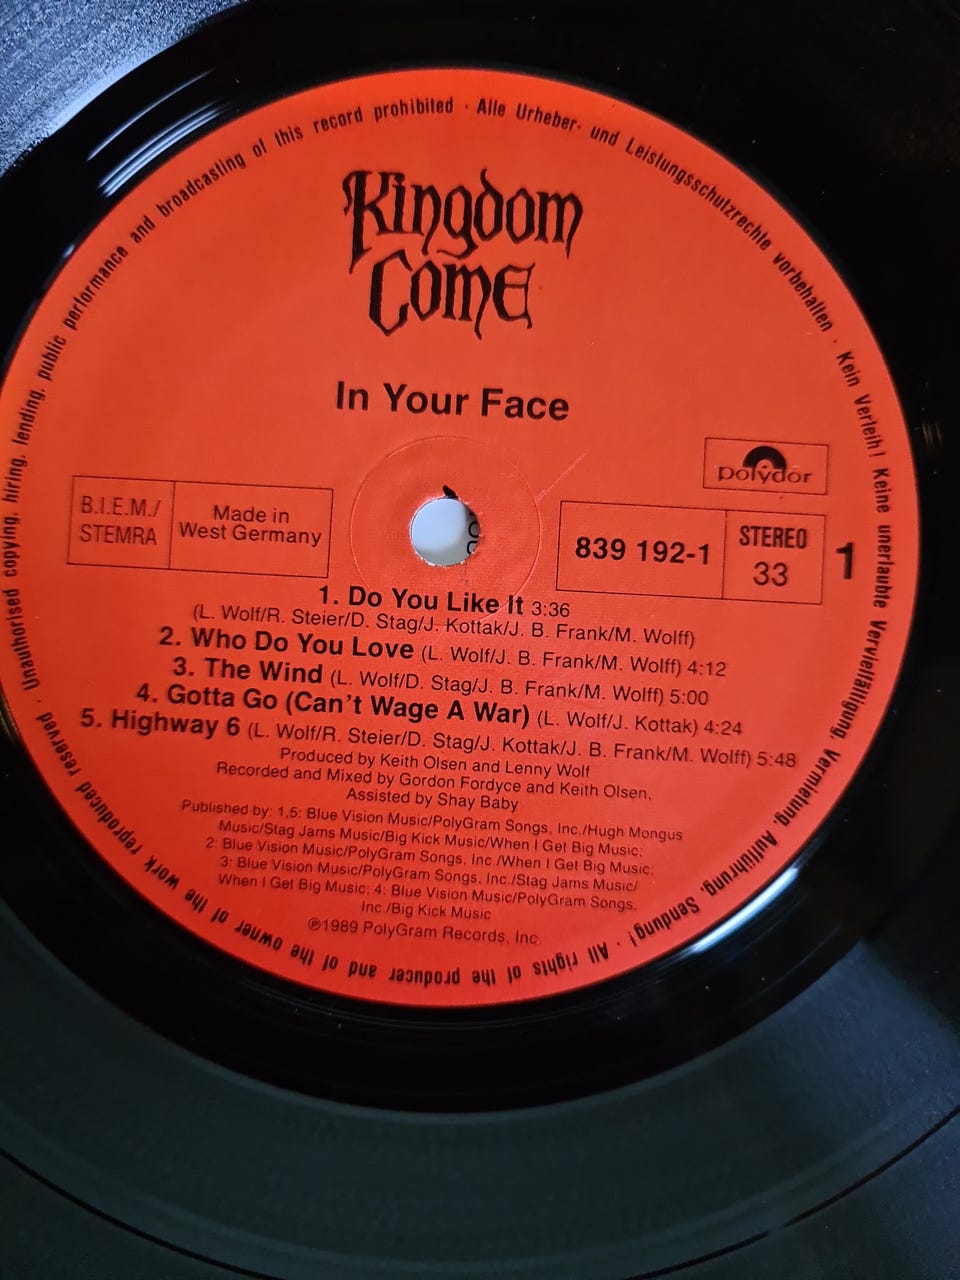 Kingdom
Come
In Your Face
polydor
B.I.E.M./
STEMRA
Made in
West Germany
839 192-1
STEREO
33
1
1. Do You Like It 3:36
(L. Wolf/R. Steier/D. Stag/J. Kottak/J. B. Frank/M. Wolff)
2. Who Do You Love (L. Wolf/J. B. Frank/M. Wolff) 4:12
3. The Wind (L. Wolf/D. Stag/J. B. Frank/M. Wolff) 5:00
4. Gotta Go (Can't Wage A War) (L. Wolf/J. Kottak) 4:24
5. Highway 6 (L. Wolf/R. Steier/D. Stag/J. Kottak/J. B. Frank/M. Wolff) 5:48
Produced by Keith Olsen and Lenny Wolf
Recorded and Mixed by Gordon Fordyce and Keith Olsen,
Assisted by Shay Baby
Published by: 1,5: Blue Vision Music/PolyGram Songs, Inc./Hugh Mongus
Music/Stag Jams Music/Big Kick Music/When I Get Big Music;
2: Blue Vision Music/PolyGram Songs, Inc./When I Get Big Music;
3: Blue Vision Music/PolyGram Songs, Inc./Stag Jams Music/
When I Get Big Music; 4: Blue Vision Music/PolyGram Songs,
Inc./Big Kick Music
℗1989 PolyGram Records, Inc.
Alle Urheber- und Leistungsschutzrechte vorbehalten · Kein Verleih! Keine unerlaubte Vervielfältigung, Vermietung, Aufführung, Sendung! · All rights of the producer and of the owner of the work reproduced reserved · Unauthorised copying, hiring, lending, public performance and broadcasting of this record prohibited ·